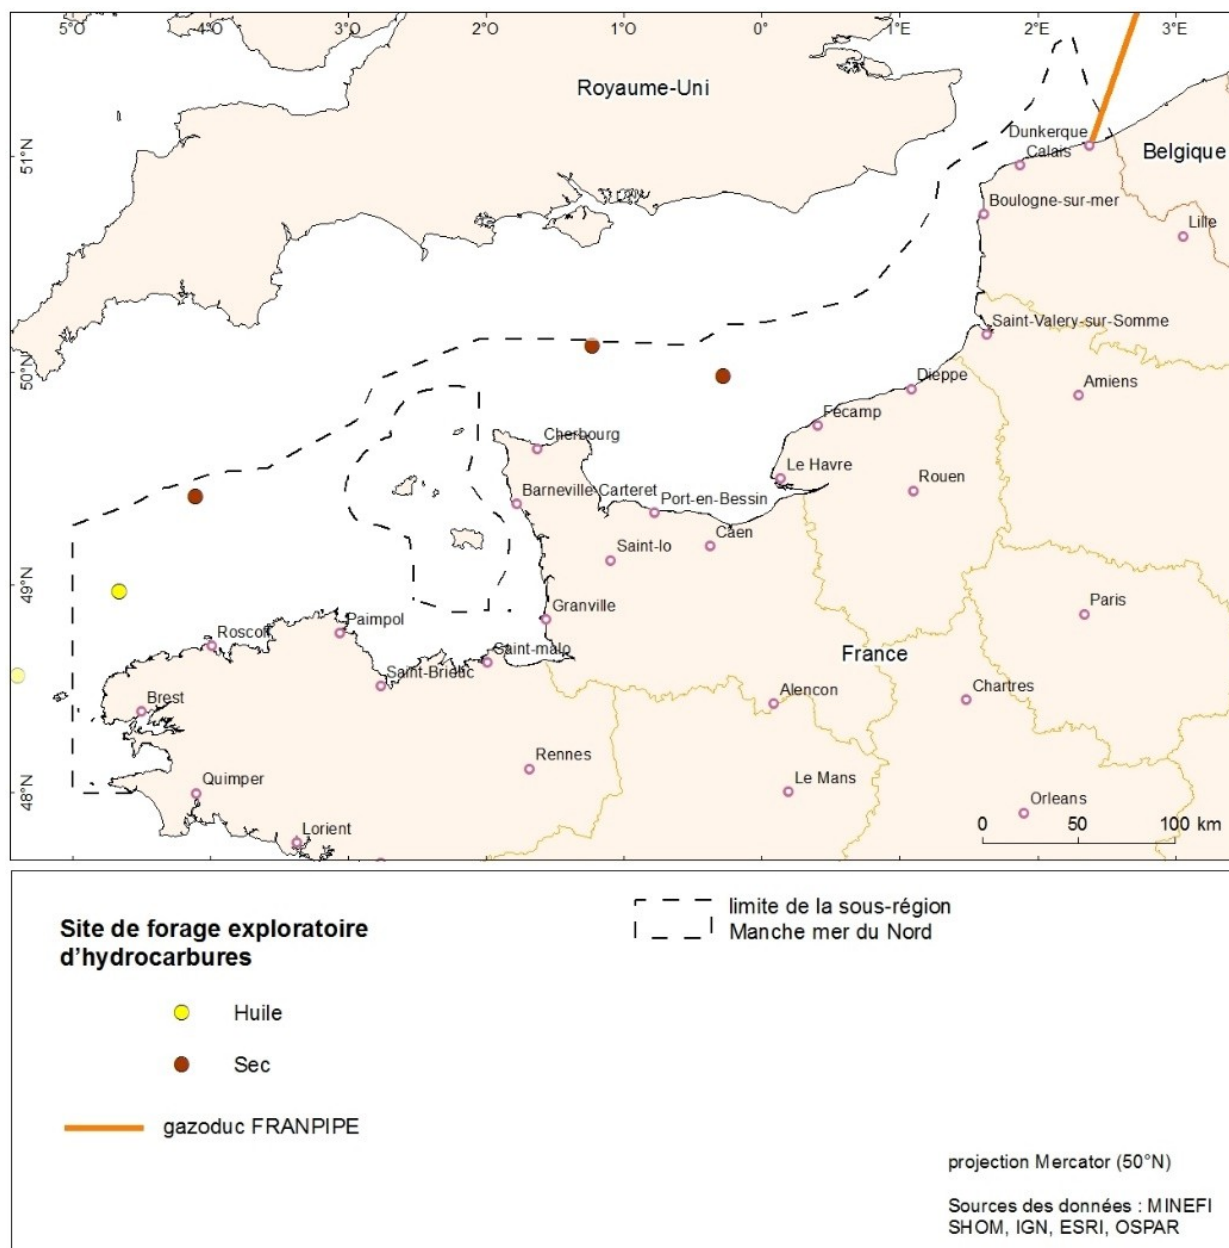 5°O -4°O 3°O 2°O 1°O 0° 1°E 2°E 3°E
Royaume-Uni
51°N
Dunkerque
Calais
Belgique
Boulogne-sur-mer
Lille
Saint-Valery-sur-Somme
50°N
Dieppe
Amiens
Fécamp
Cherbourg
Le Havre
Rouen
Barneville-Carteret
Port-en-Bessin
Caen
Saint-lo
49°N
Granville
Paris
Paimpol
Roscoff
Saint-malo
France
Saint-Brieuc
Chartres
Alencon
Brest
Rennes
Le Mans
Quimper
48°N
Orleans
Lorient
0 50 100 km
Site de forage exploratoire
d'hydrocarbures
Huile
Sec
gazoduc FRANPIPE
limite de la sous-région
Manche mer du Nord
projection Mercator (50°N)
Sources des données : MINEFI
SHOM, IGN, ESRI, OSPAR